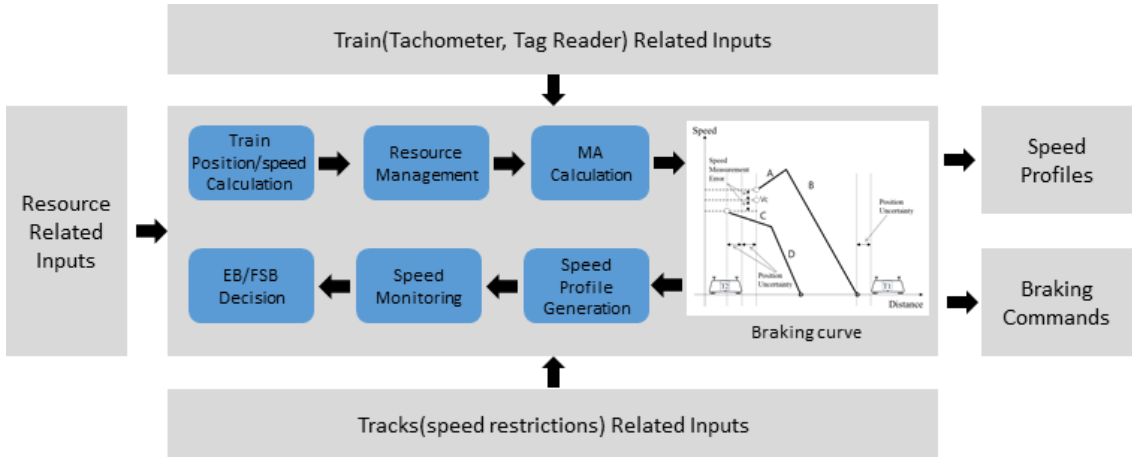 Train(Tachometer, Tag Reader) Related Inputs
Resource
Related
Inputs
Train
Position/speed
Calculation
Resource
Management
MA
Calculation
Speed
Speed
Measurement
Error
A
B
Vc
C
D
Position
Uncertainty
Position
Uncertainty
T2
T1
Distance
Braking curve
EB/FSB
Decision
Speed
Monitoring
Speed
Profile
Generation
Speed
Profiles
Braking
Commands
Tracks(speed restrictions) Related Inputs